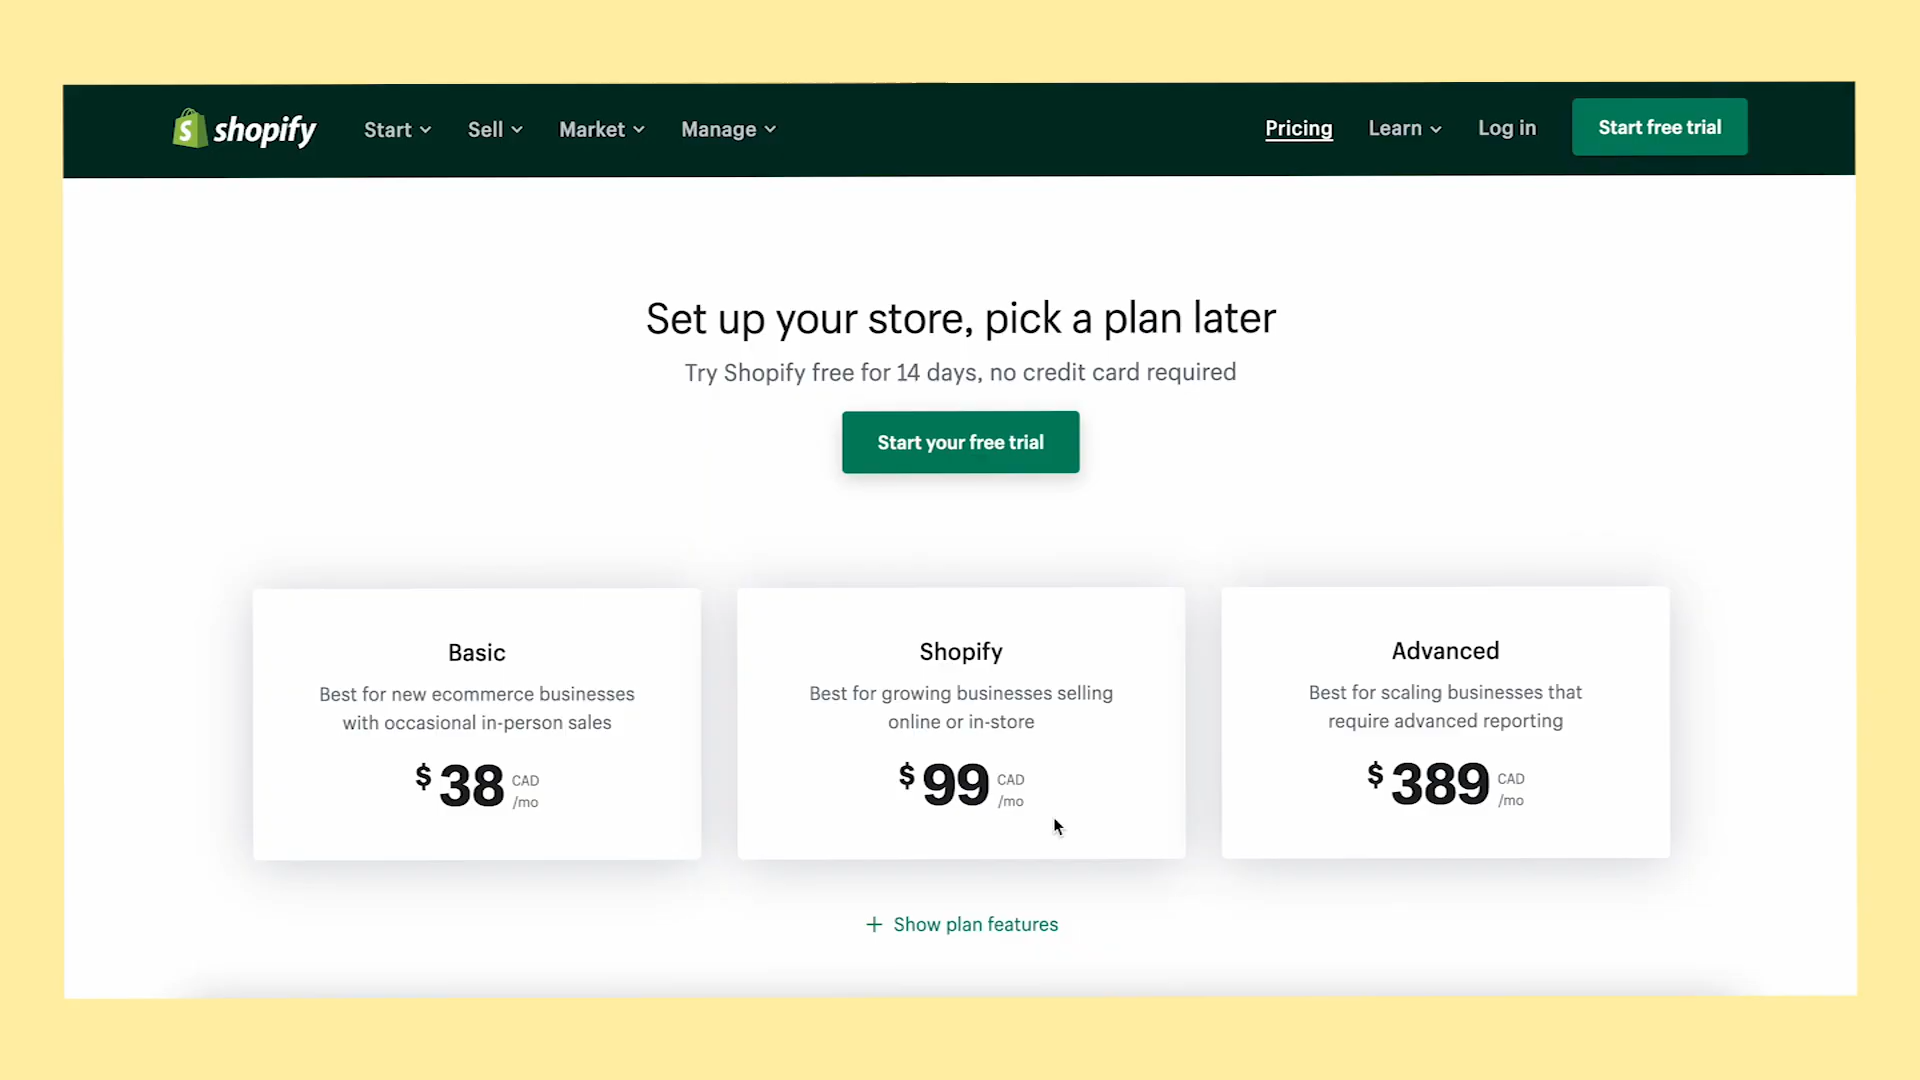 shopify Start Sell Market Manage Pricing Learn Log in Start free trial
Set up your store, pick a plan later
Try Shopify free for 14 days, no credit card required
Start your free trial
Basic
Best for new ecommerce businesses
with occasional in-person sales
$38 CAD
/mo
Shopify
Best for growing businesses selling
online or in-store
$99 CAD
/mo
Advanced
Best for scaling businesses that
require advanced reporting
$389 CAD
/mo
+ Show plan features